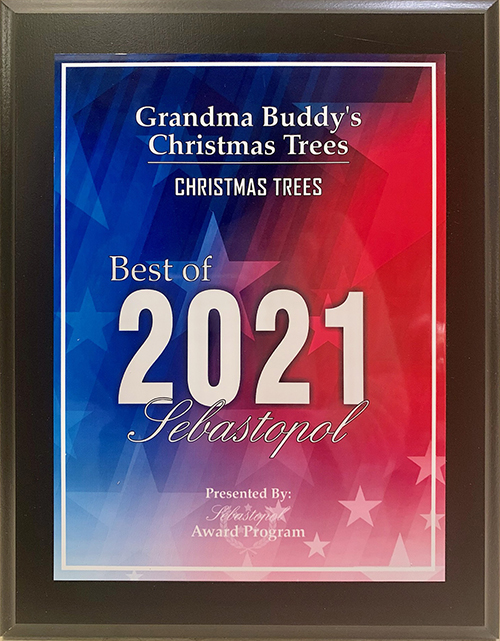 Grandma Buddy's
Christmas Trees
CHRISTMAS TREES
Best of
2021
Sebastopol
Presented By:
Sebastopol
Award Program